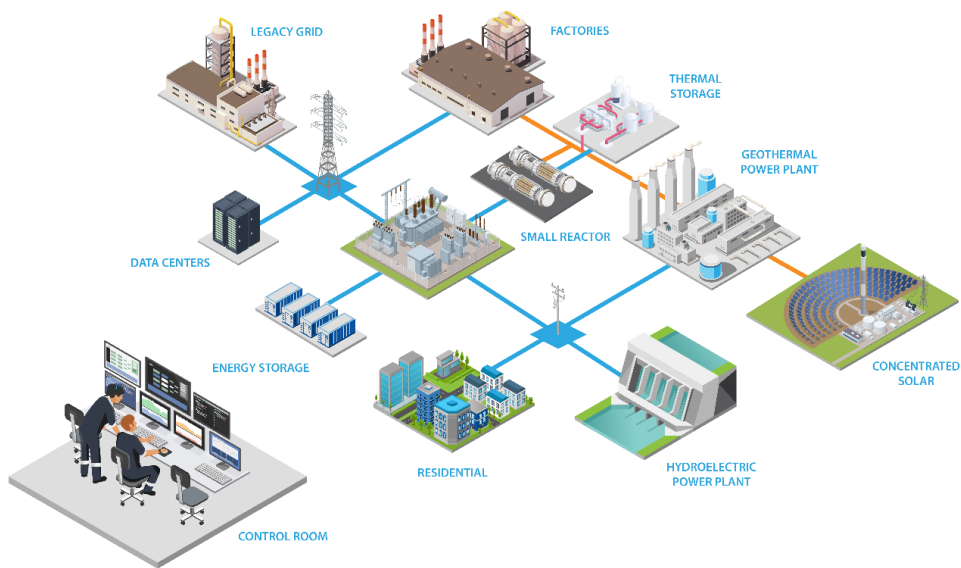 LEGACY GRID
FACTORIES
THERMAL
STORAGE
GEOTHERMAL
POWER PLANT
SMALL REACTOR
DATA CENTERS
ENERGY STORAGE
CONCENTRATED
SOLAR
RESIDENTIAL
HYDROELECTRIC
POWER PLANT
CONTROL ROOM